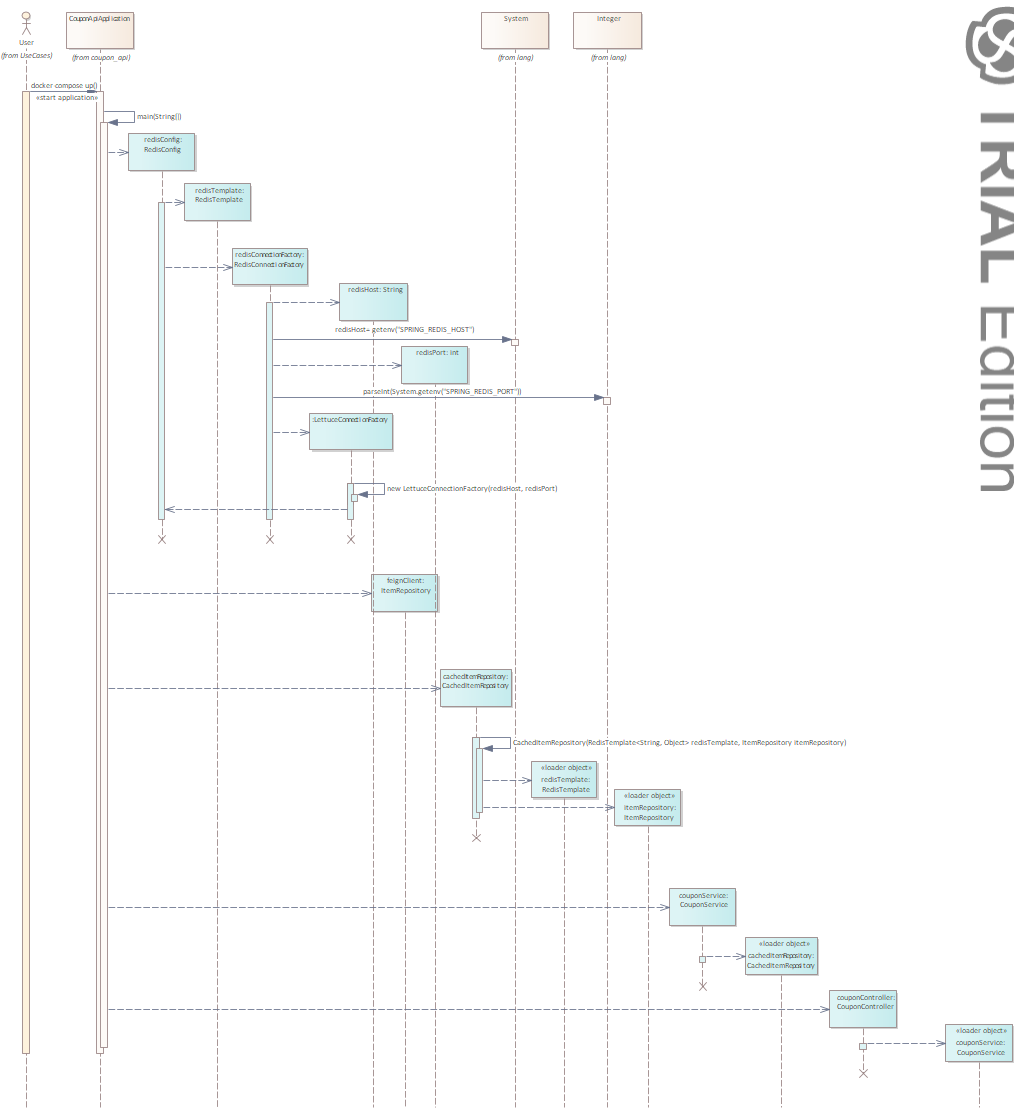 User
(from UseCases)
CouponApiApplication
(from coupon_api)
System
(from lang)
Integer
(from lang)
docker compose up()
«start application»
main(String[])
redisConfig:
RedisConfig
redisTemplate:
RedisTemplate
redisConnectionFactory:
RedisConnectionFactory
redisHost: String
redisHost= getenv("SPRING_REDIS_HOST")
redisPort: int
parseInt(System.getenv("SPRING_REDIS_PORT"))
:LettuceConnectionFactory
new LettuceConnectionFactory(redisHost, redisPort)
feignClient:
ItemRepository
cachedItemRepository:
CachedItemRepository
CachedItemRepository(RedisTemplate<String, Object> redisTemplate, ItemRepository itemRepository)
«loader object»
redisTemplate:
RedisTemplate
«loader object»
itemRepository:
ItemRepository
couponService:
CouponService
«loader object»
cachedItemRepository:
CachedItemRepository
couponController:
CouponController
«loader object»
couponService:
CouponService
TRIAL Edition